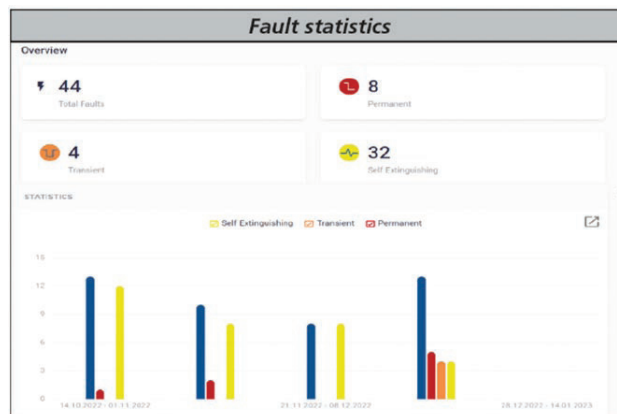 Fault statistics
Overview
44
Total Faults
8
Permanent
4
Transient
32
Self Extinguishing
STATISTICS
Self Extinguishing Transient Permanent
15
12
9
6
3
0
14.10.2022 - 01.11.2022 21.11.2022 - 08.12.2022 28.12.2022 - 14.01.2023